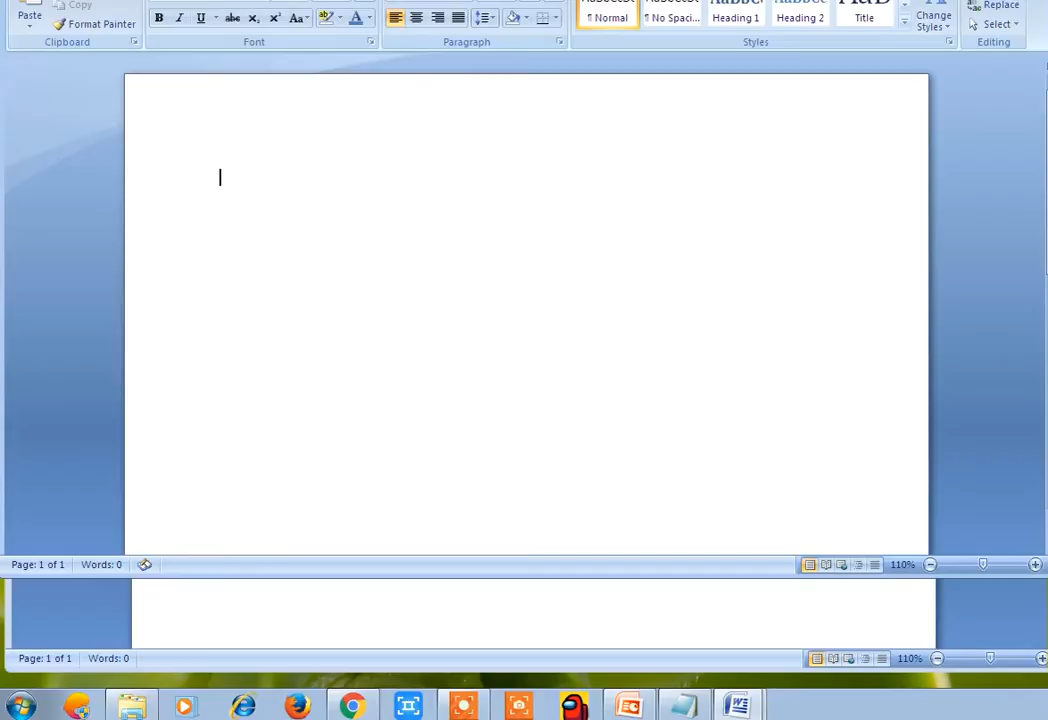 Paste
Copy
Format Painter
Clipboard
B I U abc X₂ X² Aa
A
Font
Paragraph
¶ Normal
¶ No Spaci...
Heading 1
Heading 2
Title
Change Styles
Styles
Replace
Select
Editing
Page: 1 of 1 Words: 0 110%
Page: 1 of 1 Words: 0 110%